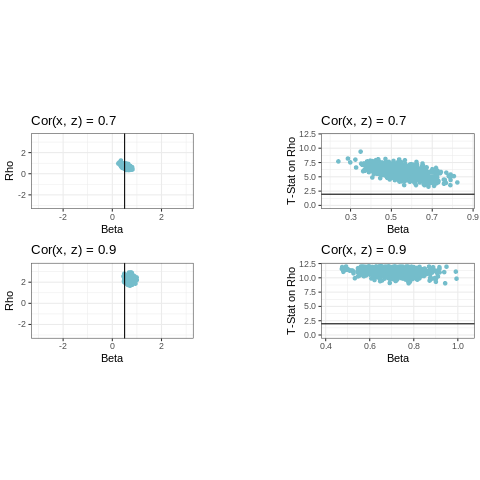 Cor(x, z) = 0.7
Rho
2
0
-2
-2
0
2
Beta
Cor(x, z) = 0.7
T-Stat on Rho
12.5
10.0
7.5
5.0
2.5
0.0
0.3
0.5
0.7
0.9
Beta
Cor(x, z) = 0.9
Rho
2
0
-2
-2
0
2
Beta
Cor(x, z) = 0.9
T-Stat on Rho
12.5
10.0
7.5
5.0
2.5
0.0
0.4
0.6
0.8
1.0
Beta